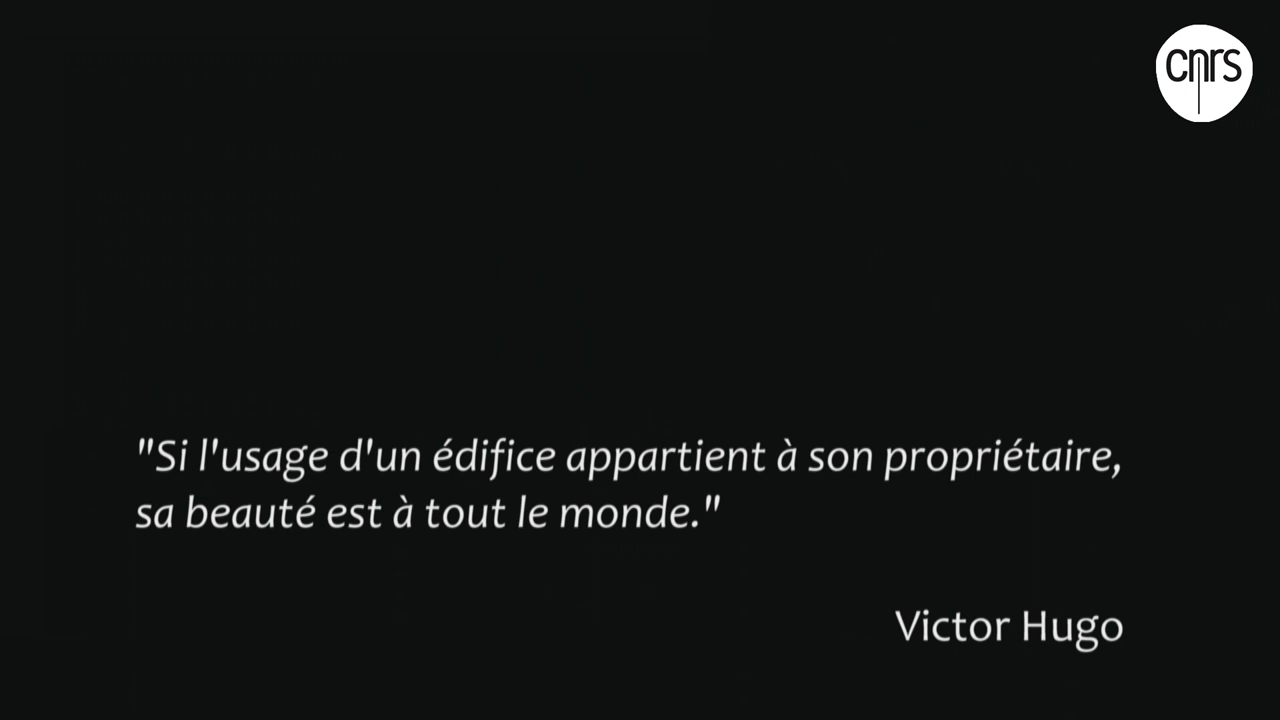 cnrs
"Si l'usage d'un édifice appartient à son propriétaire,
sa beauté est à tout le monde."
Victor Hugo